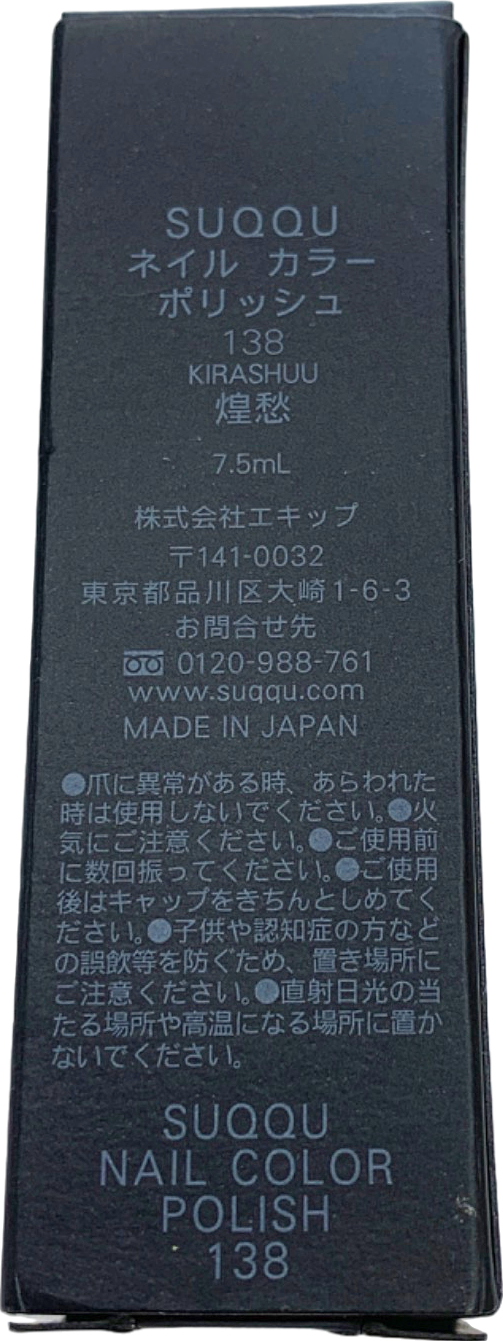 SUQQU
ネイル カラー
ポリッシュ
138
KIRASHUU
煌愁
7.5mL
株式会社エキップ
〒141-0032
東京都品川区大崎1-6-3
お問合せ先
0120-988-761
www.suqqu.com
MADE IN JAPAN
●爪に異常がある時、あらわれた
時は使用しないでください。●火
気にご注意ください。●ご使用前
に数回振ってください。●ご使用
後はキャップをきちんとしめてく
ださい。●子供や認知症の方など
の誤飲等を防ぐため、置き場所に
ご注意ください。●直射日光の当
たる場所や高温になる場所に置か
ないでください。
SUQQU
NAIL COLOR
POLISH
138